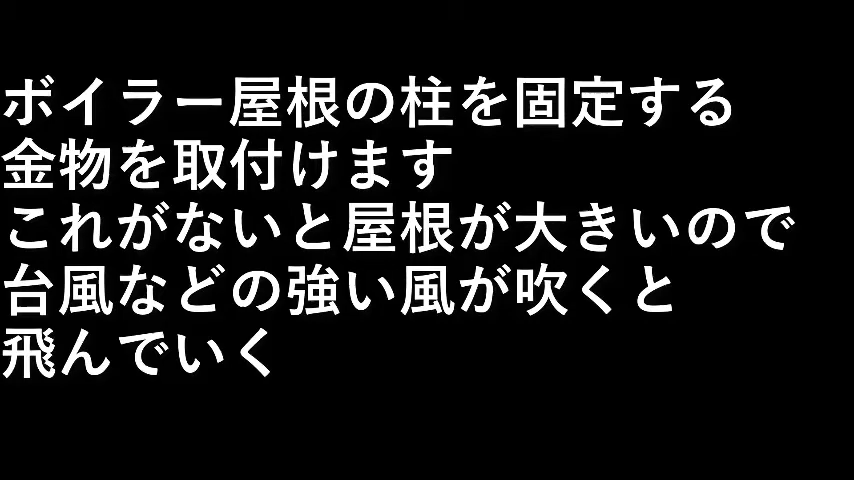 ボイラー屋根の柱を固定する
金物を取付けます
これがないと屋根が大きいので
台風などの強い風が吹くと
飛んでいく